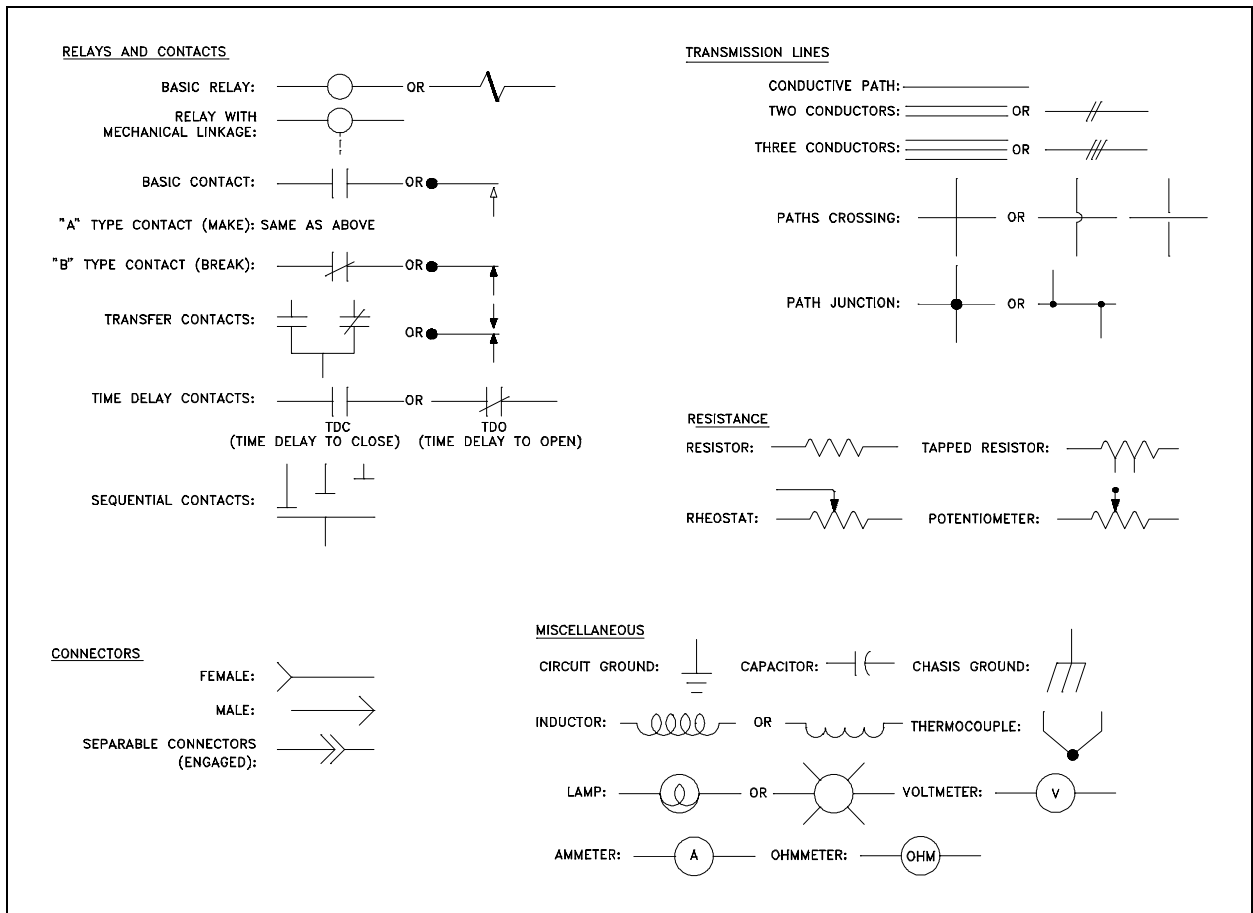 RELAYS AND CONTACTS
BASIC RELAY: OR
RELAY WITH
MECHANICAL LINKAGE:
BASIC CONTACT: OR
"A" TYPE CONTACT (MAKE): SAME AS ABOVE
"B" TYPE CONTACT (BREAK): OR
TRANSFER CONTACTS: OR
TIME DELAY CONTACTS: OR
TDC TDO
(TIME DELAY TO CLOSE) (TIME DELAY TO OPEN)
SEQUENTIAL CONTACTS:
TRANSMISSION LINES
CONDUCTIVE PATH:
TWO CONDUCTORS: OR
THREE CONDUCTORS: OR
PATHS CROSSING: OR
PATH JUNCTION: OR
RESISTANCE
RESISTOR: TAPPED RESISTOR:
RHEOSTAT: POTENTIOMETER:
CONNECTORS
FEMALE:
MALE:
SEPARABLE CONNECTORS
(ENGAGED):
MISCELLANEOUS
CIRCUIT GROUND: CAPACITOR: CHASIS GROUND:
INDUCTOR: OR THERMOCOUPLE:
LAMP: OR VOLTMETER: V
AMMETER: A OHMMETER: OHM